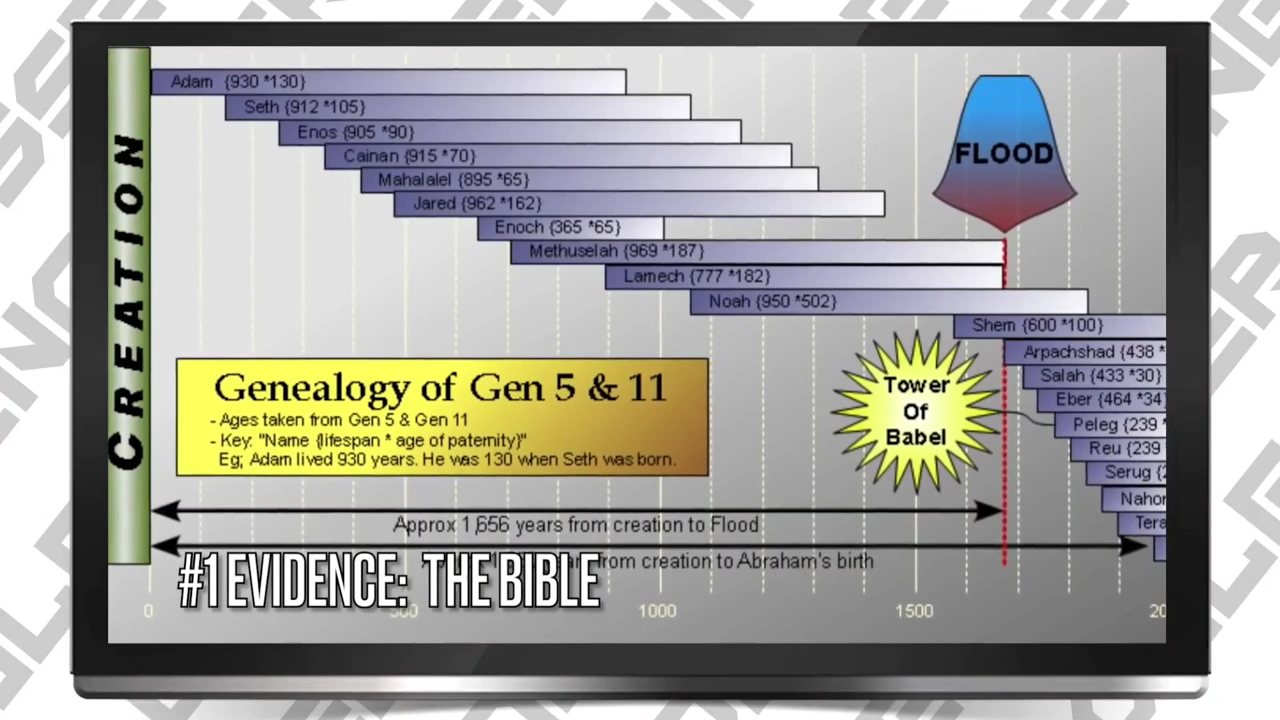 CREATION
Adam {930 *130}
Seth {912 *105}
Enos {905 *90}
Cainan {915 *70}
Mahalalel {895 *65}
Jared {962 *162}
Enoch {365 *65}
Methuselah {969 *187}
Lamech {777 *182}
Noah {950 *502}
Shem {600 *100}
Arpachshad {438 *
Salah {433 *30}
Eber {464 *34}
Peleg {239 *
Reu {239
Serug {2
Nahor
Tera
FLOOD
Tower
Of
Babel
Genealogy of Gen 5 & 11
- Ages taken from Gen 5 & Gen 11
- Key: "Name {lifespan * age of paternity}"
Eg; Adam lived 930 years. He was 130 when Seth was born.
Approx 1,656 years from creation to Flood
from creation to Abraham's birth
#1 EVIDENCE: THE BIBLE
0
1000
1500
20